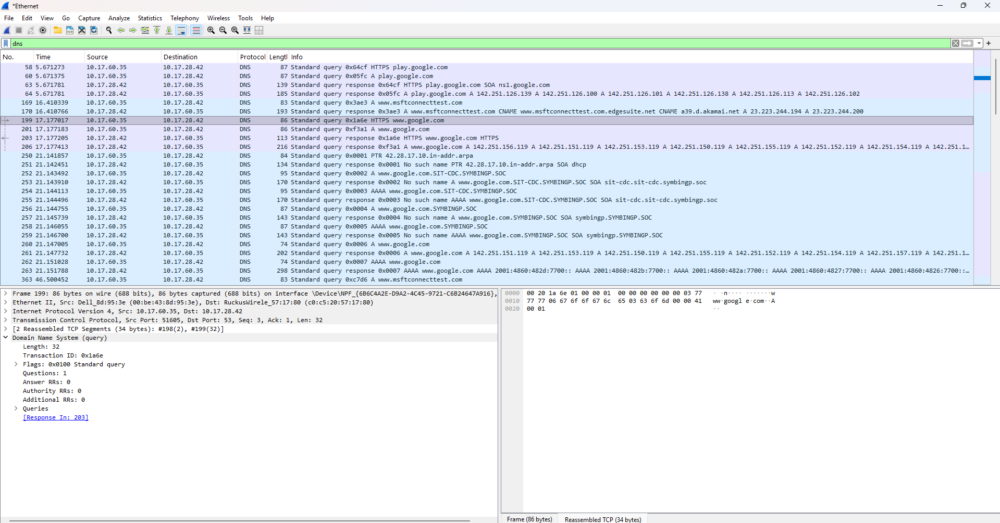 *Ethernet
File Edit View Go Capture Analyze Statistics Telephony Wireless Tools Help
dns
No. Time Source Destination Protocol Lengtl Info
58 5.671273 10.17.60.35 10.17.28.42 DNS 87 Standard query 0x64cf HTTPS play.google.com
60 5.671375 10.17.60.35 10.17.28.42 DNS 87 Standard query 0x05fc A play.google.com
63 5.671781 10.17.28.42 10.17.60.35 DNS 139 Standard query response 0x64cf HTTPS play.google.com SOA ns1.google.com
64 5.671781 10.17.28.42 10.17.60.35 DNS 185 Standard query response 0x05fc A play.google.com A 142.251.126.139 A 142.251.126.100 A 142.251.126.101 A 142.251.126.138 A 142.251.126.113 A 142.251.126.102
169 16.410339 10.17.60.35 10.17.28.42 DNS 83 Standard query 0x3ae3 A www.msftconnecttest.com
170 16.410766 10.17.28.42 10.17.60.35 DNS 193 Standard query response 0x3ae3 A www.msftconnecttest.com CNAME www.msftconnecttest.com.edgesuite.net CNAME a39.d.akamai.net A 23.223.244.194 A 23.223.244.200
199 17.177017 10.17.60.35 10.17.28.42 DNS 86 Standard query 0x1a6e HTTPS www.google.com
201 17.177183 10.17.60.35 10.17.28.42 DNS 86 Standard query 0xf3a1 A www.google.com
203 17.177205 10.17.28.42 10.17.60.35 DNS 113 Standard query response 0x1a6e HTTPS www.google.com HTTPS
206 17.177413 10.17.28.42 10.17.60.35 DNS 216 Standard query response 0xf3a1 A www.google.com A 142.251.156.119 A 142.251.151.119 A 142.251.153.119 A 142.251.150.119 A 142.251.152.119 A 142.251.154.119 A 142.251.1…
250 21.141857 10.17.60.35 10.17.28.42 DNS 84 Standard query 0x0001 PTR 42.28.17.10.in-addr.arpa
251 21.142451 10.17.28.42 10.17.60.35 DNS 134 Standard query response 0x0001 No such name PTR 42.28.17.10.in-addr.arpa SOA dhcp
252 21.143492 10.17.60.35 10.17.28.42 DNS 95 Standard query 0x0002 A www.google.com.SIT-CDC.SYMBINGP.SOC
253 21.143910 10.17.28.42 10.17.60.35 DNS 170 Standard query response 0x0002 No such name A www.google.com.SIT-CDC.SYMBINGP.SOC SOA sit-cdc.sit-cdc.symbingp.soc
254 21.144113 10.17.60.35 10.17.28.42 DNS 95 Standard query 0x0003 AAAA www.google.com.SIT-CDC.SYMBINGP.SOC
255 21.144496 10.17.28.42 10.17.60.35 DNS 170 Standard query response 0x0003 No such name AAAA www.google.com.SIT-CDC.SYMBINGP.SOC SOA sit-cdc.sit-cdc.symbingp.soc
256 21.144755 10.17.60.35 10.17.28.42 DNS 87 Standard query 0x0004 A www.google.com.SYMBINGP.SOC
257 21.145739 10.17.28.42 10.17.60.35 DNS 143 Standard query response 0x0004 No such name A www.google.com.SYMBINGP.SOC SOA symbingp.SYMBINGP.SOC
258 21.146055 10.17.60.35 10.17.28.42 DNS 87 Standard query 0x0005 AAAA www.google.com.SYMBINGP.SOC
259 21.146700 10.17.28.42 10.17.60.35 DNS 143 Standard query response 0x0005 No such name AAAA www.google.com.SYMBINGP.SOC SOA symbingp.SYMBINGP.SOC
260 21.147005 10.17.60.35 10.17.28.42 DNS 74 Standard query 0x0006 A www.google.com
261 21.147732 10.17.28.42 10.17.60.35 DNS 202 Standard query response 0x0006 A www.google.com A 142.251.151.119 A 142.251.153.119 A 142.251.150.119 A 142.251.155.119 A 142.251.152.119 A 142.251.154.119 A 142.251.157.119 A 142.251.1…
262 21.151028 10.17.60.35 10.17.28.42 DNS 74 Standard query 0x0007 AAAA www.google.com
263 21.151788 10.17.28.42 10.17.60.35 DNS 298 Standard query response 0x0007 AAAA www.google.com AAAA 2001:4860:482d:7700:: AAAA 2001:4860:482b:7700:: AAAA 2001:4860:482a:7700:: AAAA 2001:4860:4827:7700:: AAAA 2001:4860:4826:7700::…
363 46.500452 10.17.60.35 10.17.28.42 DNS 83 Standard query 0xc7d6 A www.msftconnecttest.com
Frame 199: 86 bytes on wire (688 bits), 86 bytes captured (688 bits) on interface \Device\NPF_{6B6C4A2E-D9A2-4C45-9721-C6B24647A916},
Ethernet II, Src: Dell_8d:95:3e (00:be:43:8d:95:3e), Dst: RuckusWirele_57:17:80 (c0:c5:20:57:17:80)
Internet Protocol Version 4, Src: 10.17.60.35, Dst: 10.17.28.42
Transmission Control Protocol, Src Port: 51605, Dst Port: 53, Seq: 3, Ack: 1, Len: 32
[2 Reassembled TCP Segments (34 bytes): #198(2), #199(32)]
Domain Name System (query)
Length: 32
Transaction ID: 0x1a6e
Flags: 0x0100 Standard query
Questions: 1
Answer RRs: 0
Authority RRs: 0
Additional RRs: 0
Queries
[Response In: 203]
0000 00 20 1a 6e 01 00 00 01 00 00 00 00 00 00 03 77 · ·n···· ·······w
0010 77 77 06 67 6f 6f 67 6c 65 03 63 6f 6d 00 00 41 ww·googl e·com··A
0020 00 01 ··
Frame (86 bytes) Reassembled TCP (34 bytes)